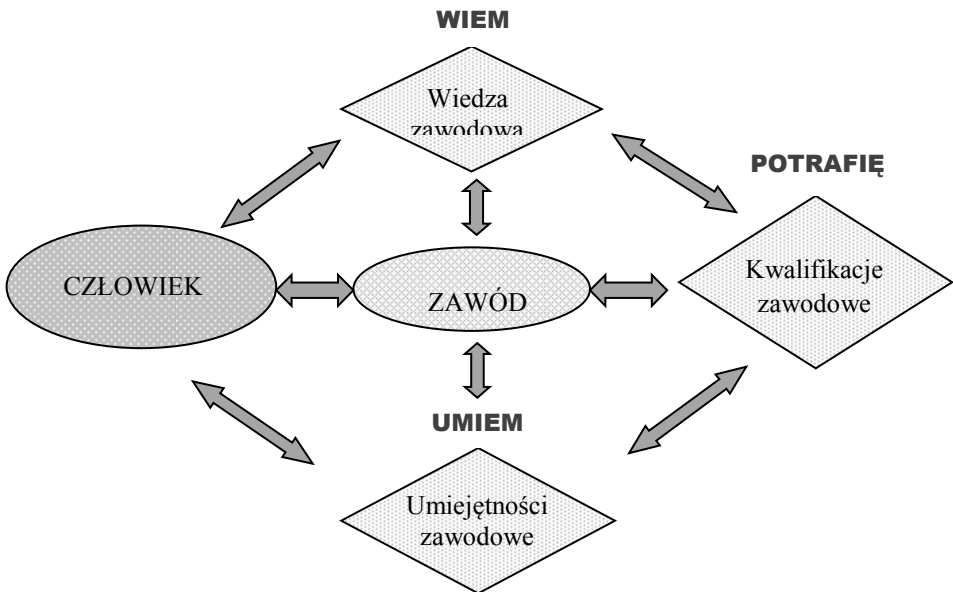 WIEM
Wiedza
zawodowa
POTRAFIĘ
CZŁOWIEK
ZAWÓD
Kwalifikacje
zawodowe
UMIEM
Umiejętności
zawodowe